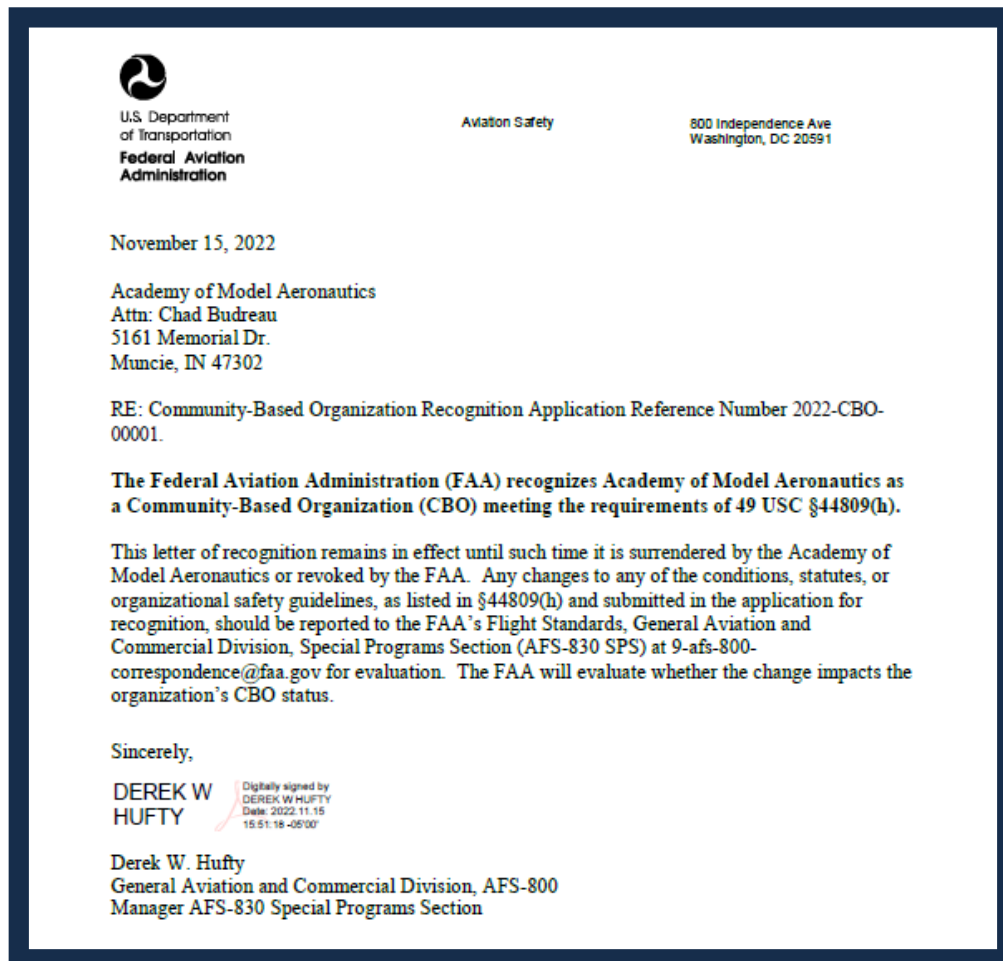 U.S. Department
of Transportation
Federal Aviation
Administration
Aviation Safety
800 Independence Ave
Washington, DC 20591
November 15, 2022
Academy of Model Aeronautics
Attn: Chad Budreau
5161 Memorial Dr.
Muncie, IN 47302
RE: Community-Based Organization Recognition Application Reference Number 2022-CBO-
00001.
The Federal Aviation Administration (FAA) recognizes Academy of Model Aeronautics as
a Community-Based Organization (CBO) meeting the requirements of 49 USC §44809(h).
This letter of recognition remains in effect until such time it is surrendered by the Academy of
Model Aeronautics or revoked by the FAA.  Any changes to any of the conditions, statutes, or
organizational safety guidelines, as listed in §44809(h) and submitted in the application for
recognition, should be reported to the FAA's Flight Standards, General Aviation and
Commercial Division, Special Programs Section (AFS-830 SPS) at 9-afs-800-
correspondence@faa.gov for evaluation.  The FAA will evaluate whether the change impacts the
organization's CBO status.
Sincerely,
DEREK W
HUFTY
Digitally signed by
DEREK W HUFTY
Date: 2022.11.15
15:51:18 -05'00'
Derek W. Hufty
General Aviation and Commercial Division, AFS-800
Manager AFS-830 Special Programs Section